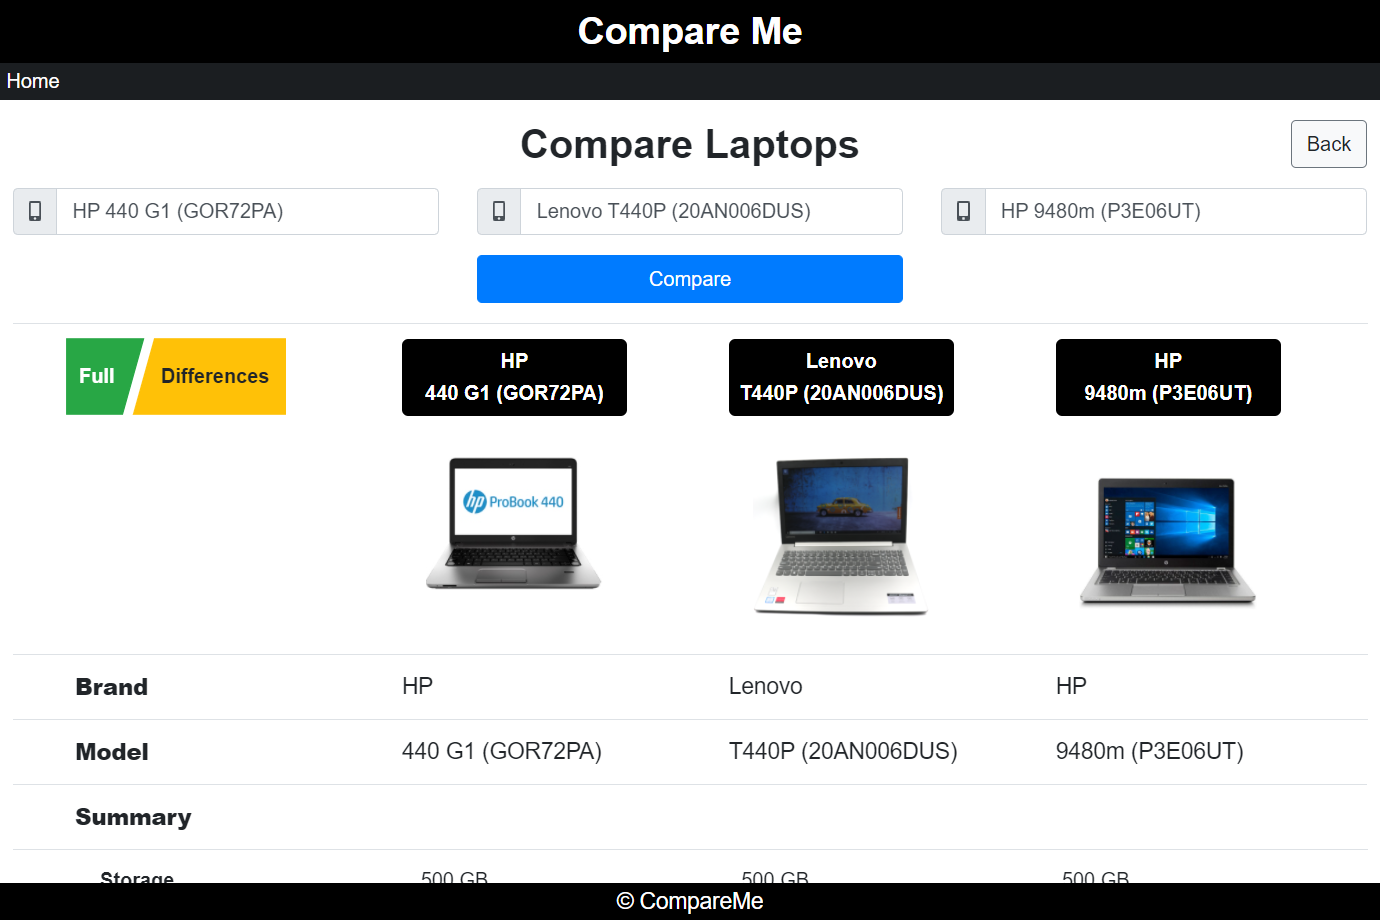 Compare Me
Home
Compare Laptops
Back
HP 440 G1 (GOR72PA)
Lenovo T440P (20AN006DUS)
HP 9480m (P3E06UT)
Compare
Full
Differences
HP
440 G1 (GOR72PA)
Lenovo
T440P (20AN006DUS)
HP
9480m (P3E06UT)
hp ProBook 440
Brand
HP
Lenovo
HP
Model
440 G1 (GOR72PA)
T440P (20AN006DUS)
9480m (P3E06UT)
Summary
Storage
500 GB
500 GB
500 GB
© CompareMe